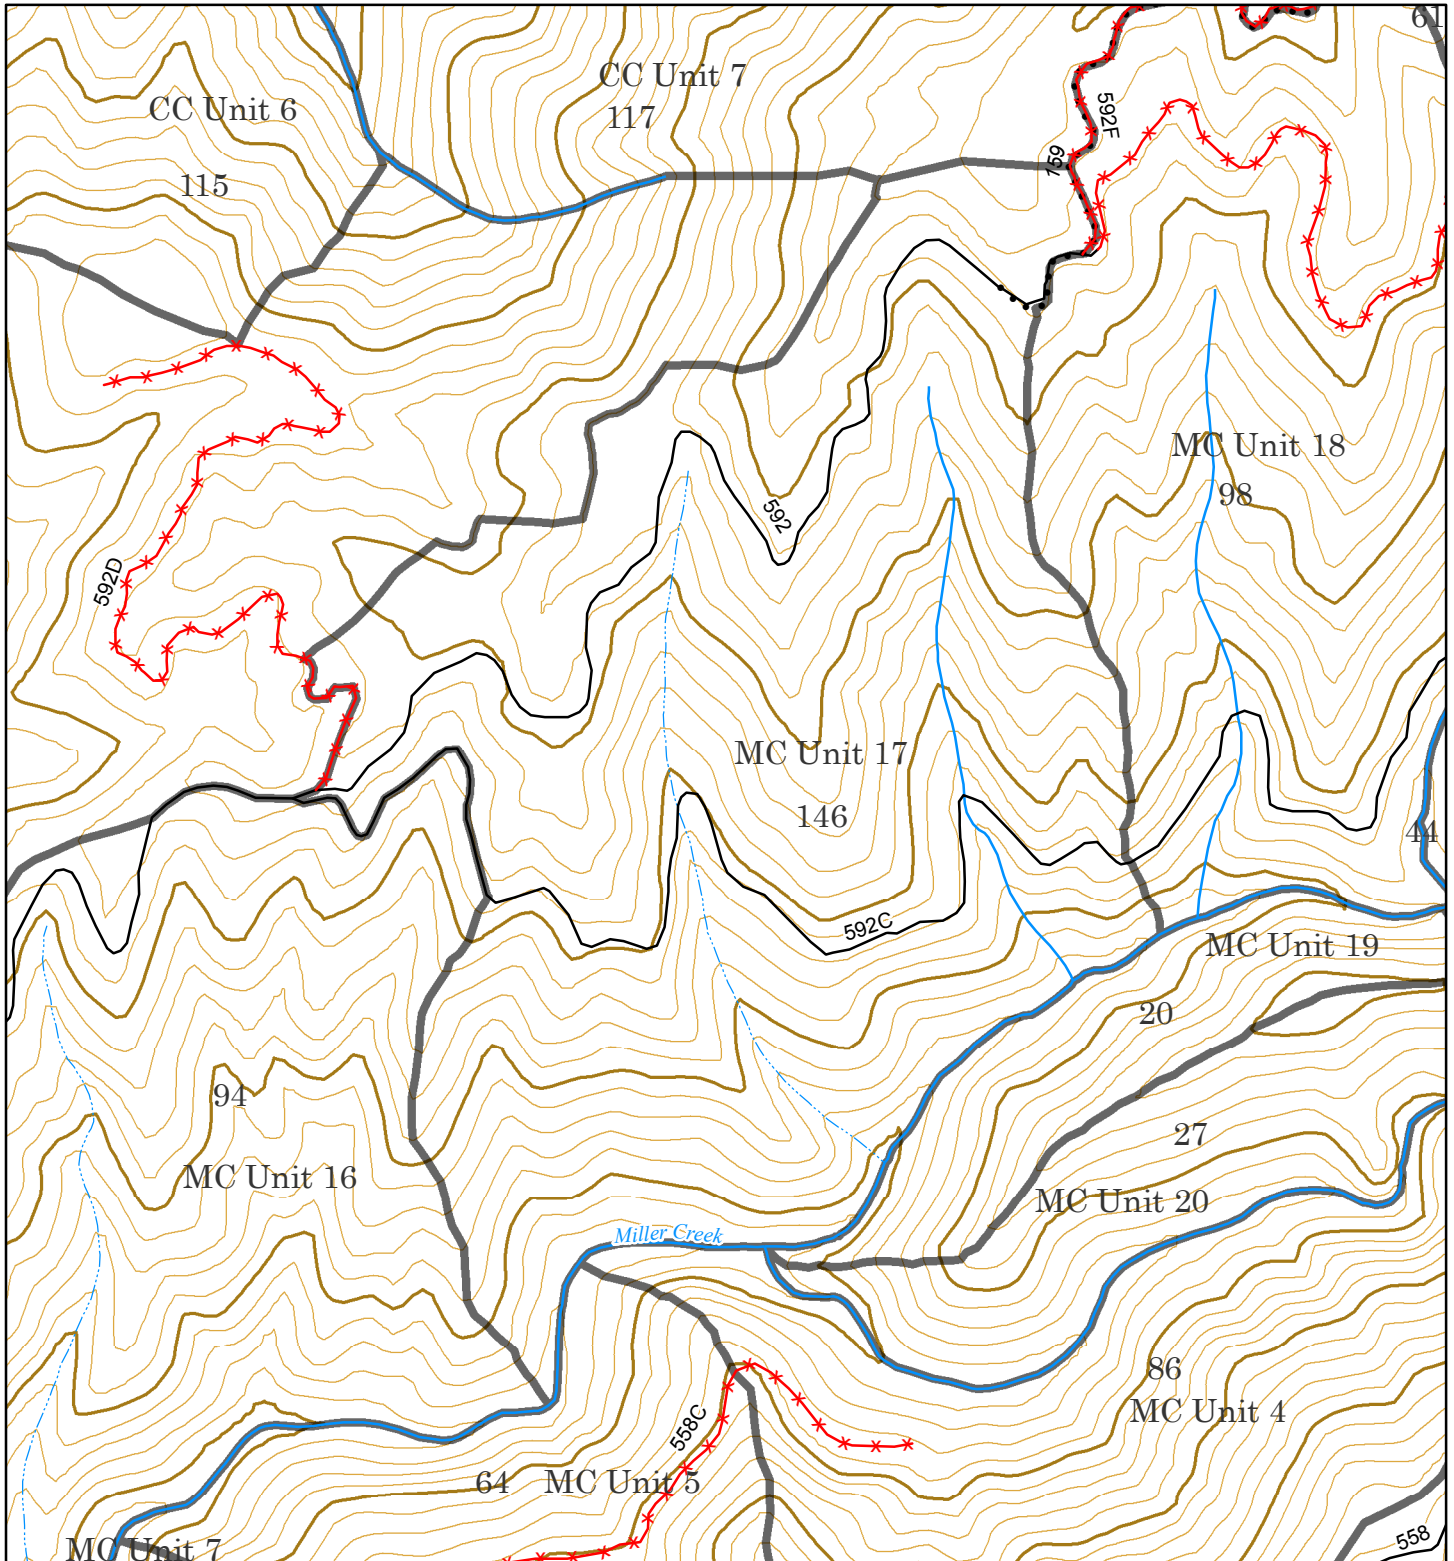 61
CC Unit 7
117
CC Unit 6
115
592F
159
MC Unit 18
98
592
592D
MC Unit 17
146
44
592C
MC Unit 19
20
94
27
MC Unit 16
MC Unit 20
Miller Creek
86
MC Unit 4
558C
64 MC Unit 5
558
MC Unit 7